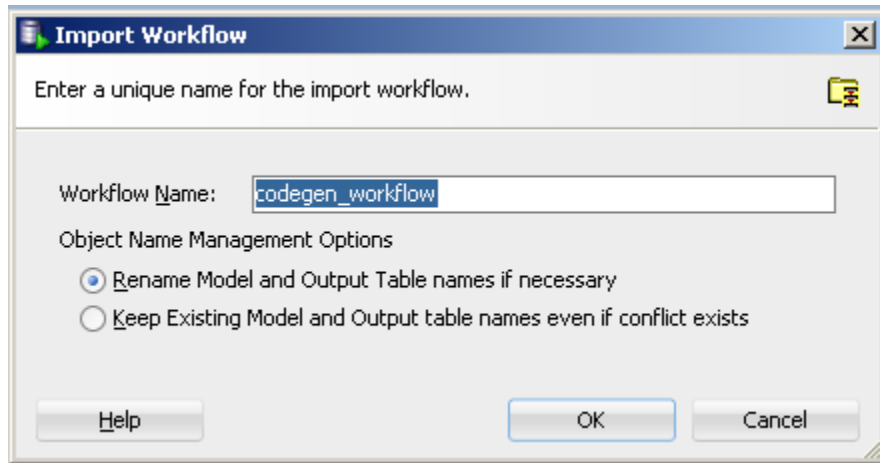 Import Workflow
Enter a unique name for the import workflow.
Workflow Name: codegen_workflow
Object Name Management Options
Rename Model and Output Table names if necessary
Keep Existing Model and Output table names even if conflict exists
Help OK Cancel